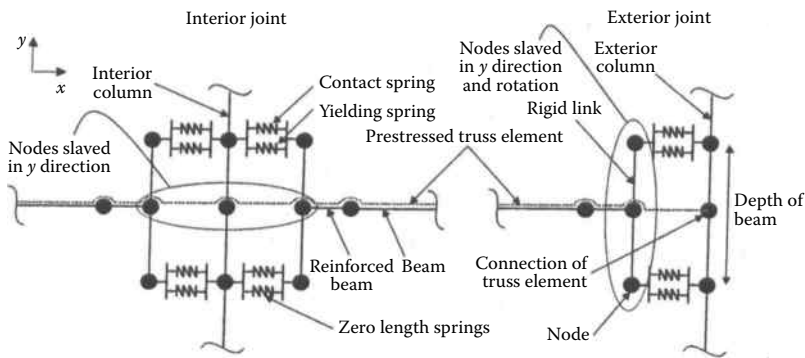 Interior joint
Exterior joint
y
x
Interior
column
Contact spring
Yielding spring
Nodes slaved
in y direction
Reinforced
beam
Beam
Zero length springs
Prestressed truss element
Nodes slaved
in y direction
and rotation
Exterior
column
Rigid link
Depth of
beam
Connection of
truss element
Node